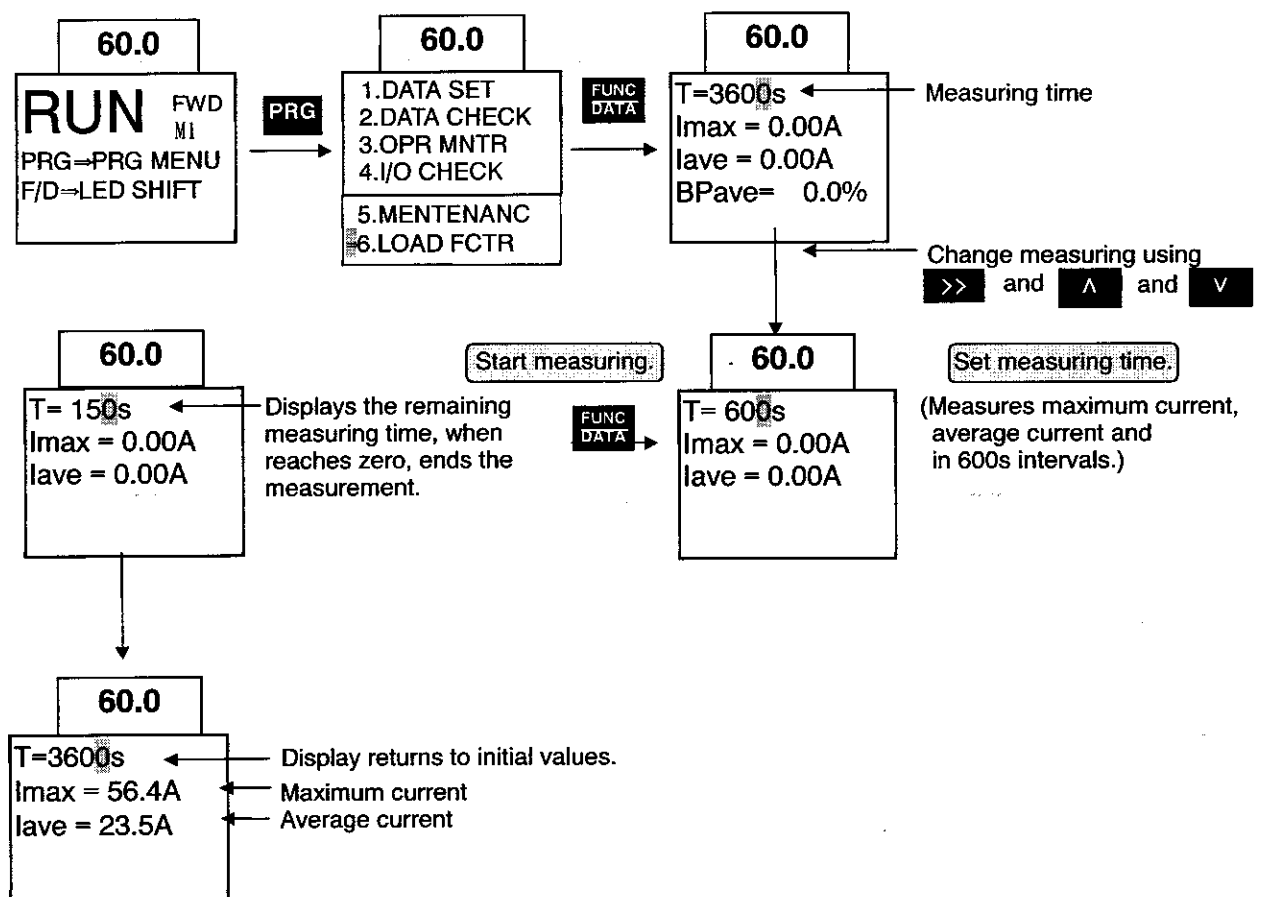 60.0
RUN FWD
M1
PRG⇒PRG MENU
F/D⇒LED SHIFT
PRG
60.0
1.DATA SET
2.DATA CHECK
3.OPR MNTR
4.I/O CHECK
5.MENTENANC
→6.LOAD FCTR
FUNC
DATA
60.0
T=3600s
Imax = 0.00A
Iave = 0.00A
BPave= 0.0%
Measuring time
Change measuring using
>> and ∧ and ∨
60.0
T= 150s
Imax = 0.00A
Iave = 0.00A
Displays the remaining
measuring time, when
reaches zero, ends the
measurement.
Start measuring.
FUNC
DATA
60.0
T= 600s
Imax = 0.00A
Iave = 0.00A
Set measuring time.
(Measures maximum current,
average current and
in 600s intervals.)
60.0
T=3600s
Imax = 56.4A
Iave = 23.5A
Display returns to initial values.
Maximum current
Average current